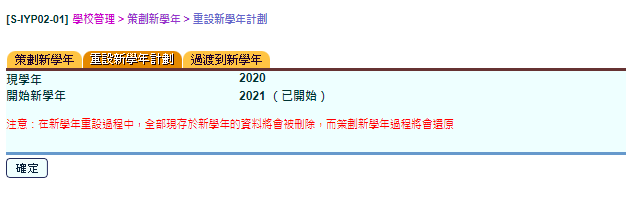 [S-IYP02-01] 學校管理 > 策劃新學年 > 重設新學年計劃
策劃新學年 重設新學年計劃 過渡到新學年
現學年 2020
開始新學年 2021 （已開始）
注意：在新學年重設過程中，全部現存於新學年的資料將會被刪除，而策劃新學年過程將會還原
確定